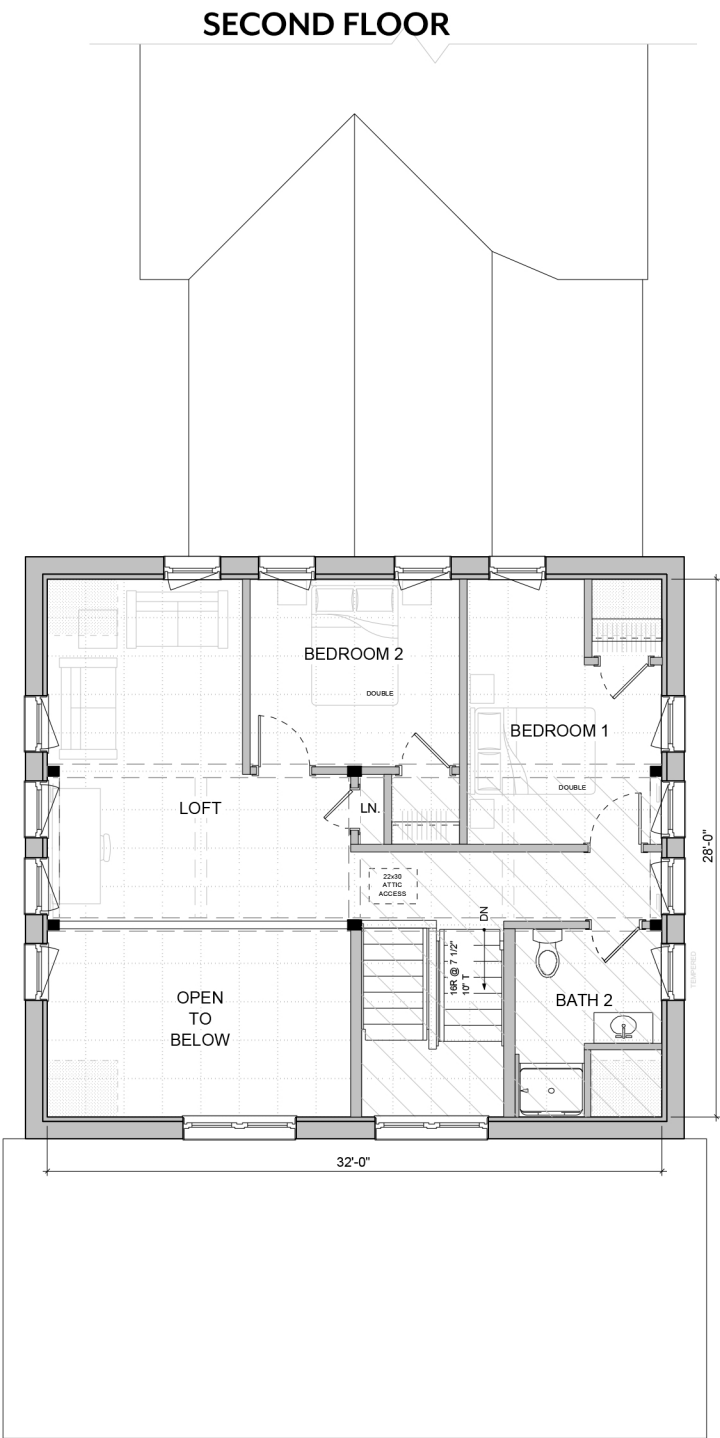 SECOND FLOOR
BEDROOM 2
DOUBLE
BEDROOM 1
DOUBLE
LOFT
LN.
28'-0"
22x30
ATTIC
ACCESS
DN
16R @ 7 1/2"
10" T
TEMPERED
OPEN
TO
BELOW
BATH 2
32'-0"